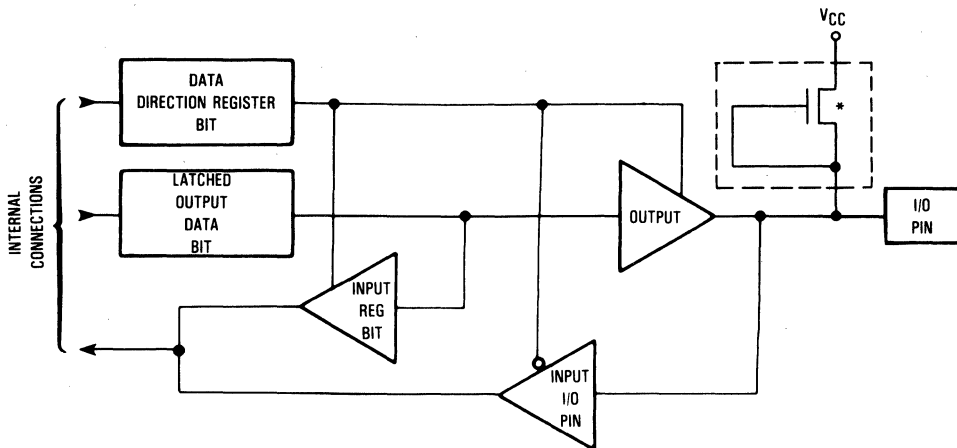 VCC
DATA
DIRECTION REGISTER
BIT
*
LATCHED
OUTPUT
DATA
BIT
OUTPUT
I/O
PIN
INTERNAL
CONNECTIONS
INPUT
REG
BIT
INPUT
I/O
PIN